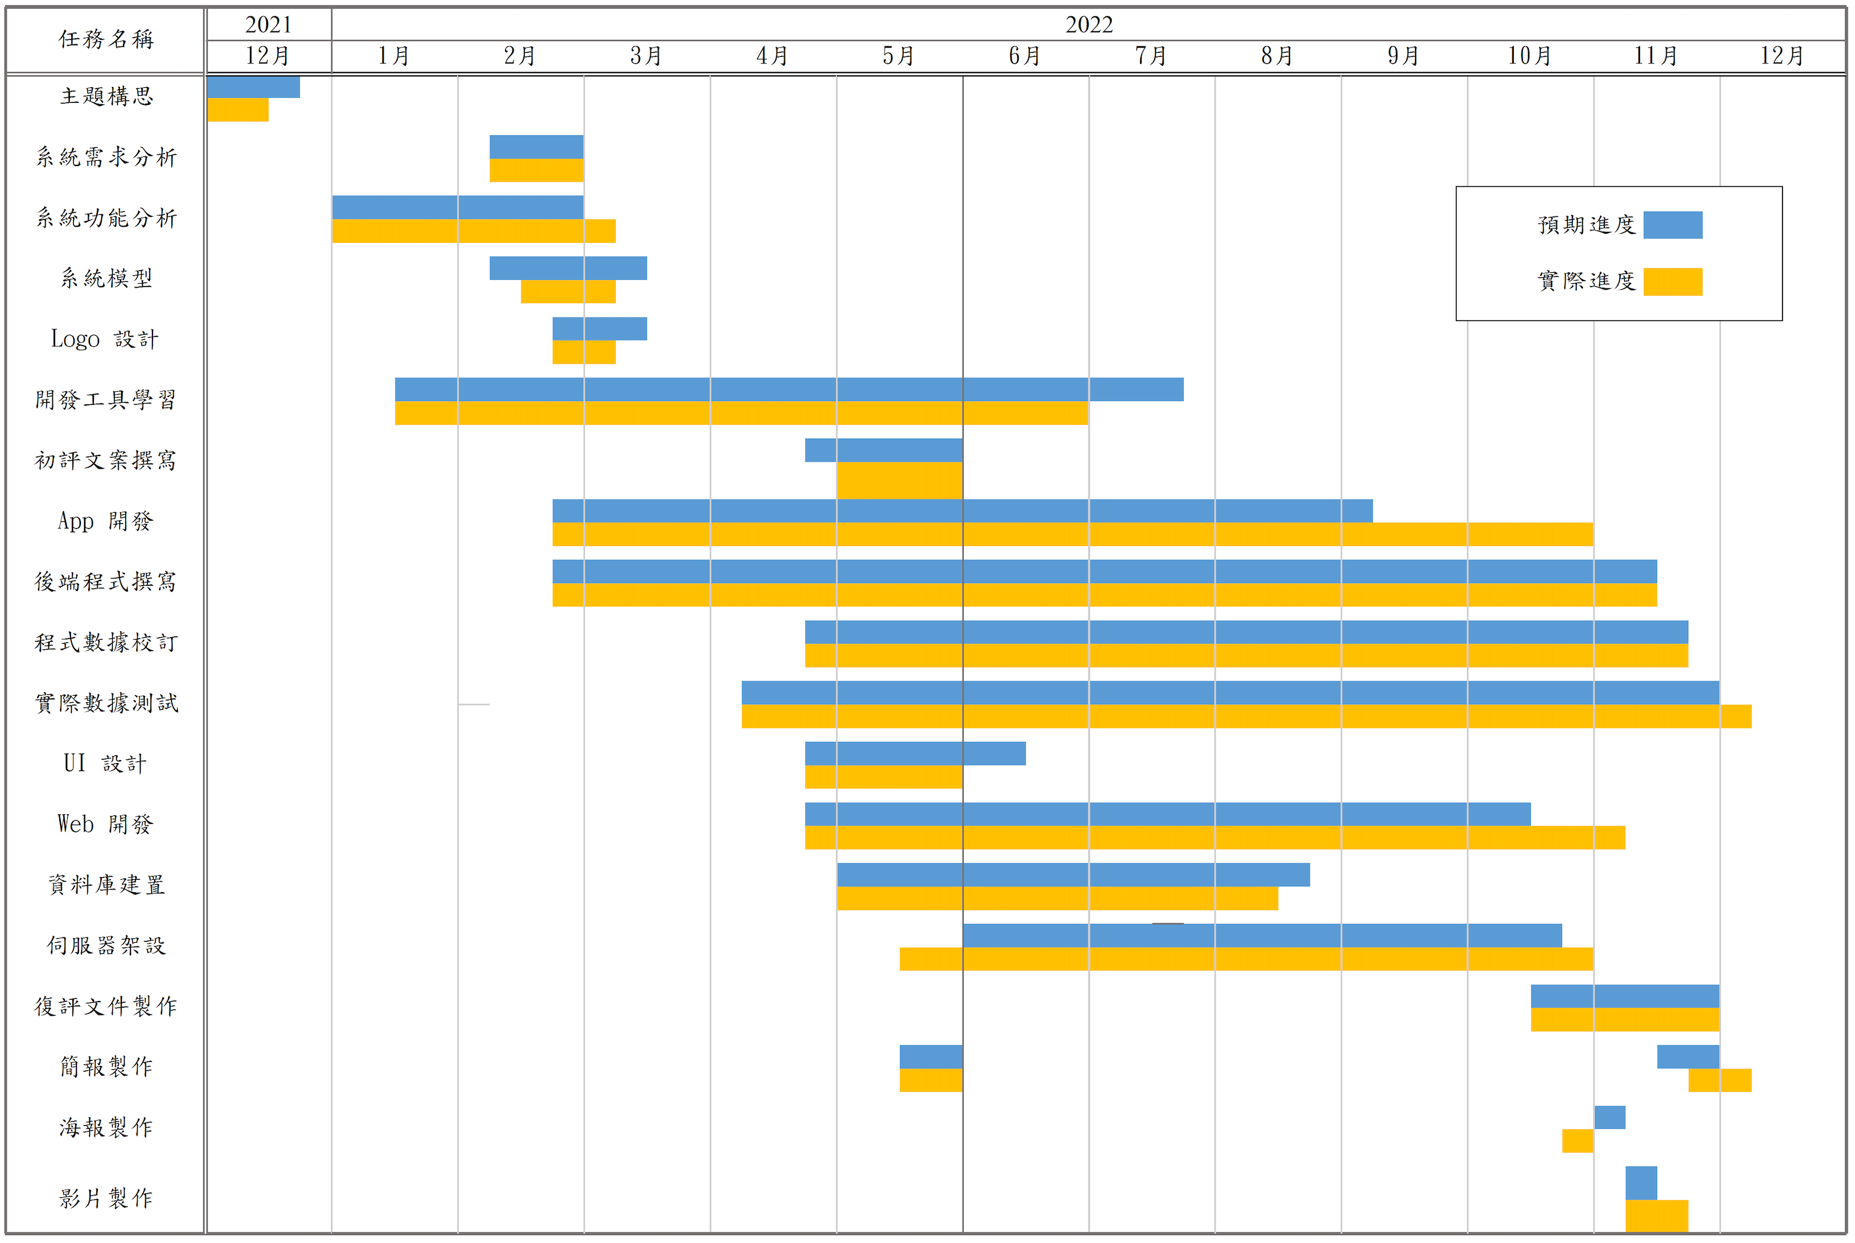 任務名稱
2021
2022
12月
1月
2月
3月
4月
5月
6月
7月
8月
9月
10月
11月
12月
主題構思
系統需求分析
系統功能分析
預期進度
系統模型
實際進度
Logo 設計
開發工具學習
初評文案撰寫
App 開發
後端程式撰寫
程式數據校訂
實際數據測試
UI 設計
Web 開發
資料庫建置
伺服器架設
復評文件製作
簡報製作
海報製作
影片製作